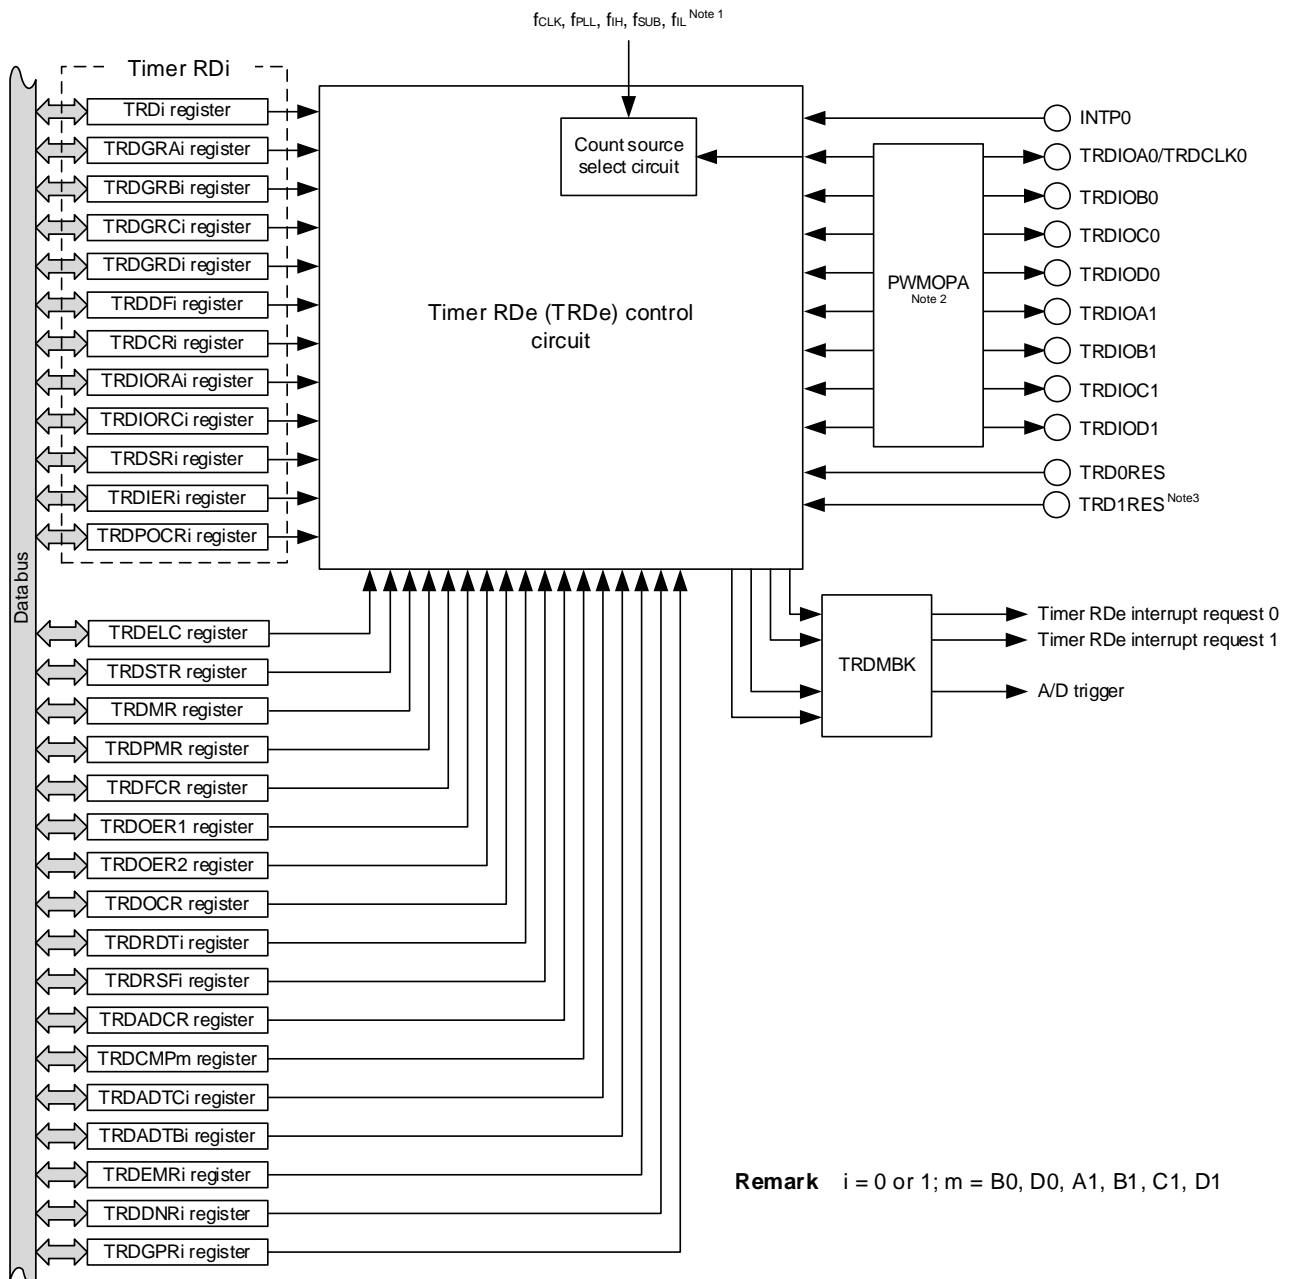 fCLK, fPLL, fIH, fSUB, fIL Note 1
Timer RDi
TRDi register
TRDGRAi register
TRDGRBi register
TRDGRCi register
TRDGRDi register
TRDDFi register
TRDCRi register
TRDIORAi register
TRDIORCi register
TRDSRi register
TRDIERi register
TRDPOCRi register
Data bus
Count source
select circuit
Timer RDe (TRDe) control
circuit
PWMOPA
Note 2
INTP0
TRDIOA0/TRDCLK0
TRDIOB0
TRDIOC0
TRDIOD0
TRDIOA1
TRDIOB1
TRDIOC1
TRDIOD1
TRD0RES
TRD1RES Note3
TRDMBK
Timer RDe interrupt request 0
Timer RDe interrupt request 1
A/D trigger
TRDELC register
TRDSTR register
TRDMR register
TRDPMR register
TRDFCR register
TRDOER1 register
TRDOER2 register
TRDOCR register
TRDRDTi register
TRDRSFi register
TRDADCR register
TRDCMPm register
TRDADTCi register
TRDADTBi register
TRDEMRi register
TRDDNRi register
TRDGPRi register
Remark i = 0 or 1; m = B0, D0, A1, B1, C1, D1